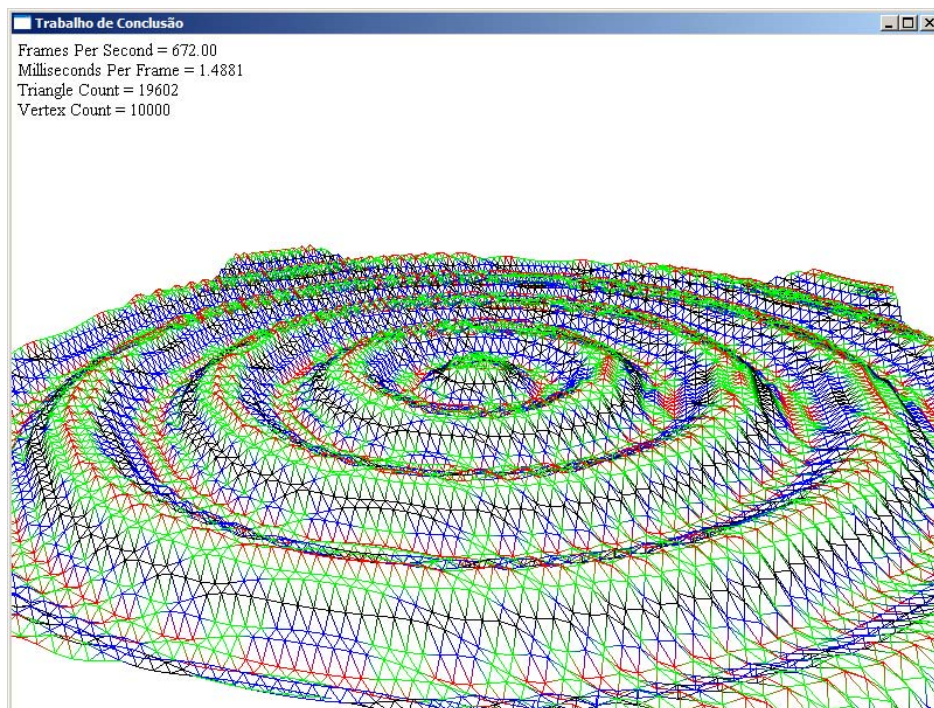 Trabalho de Conclusão
Frames Per Second = 672.00
Milliseconds Per Frame = 1.4881
Triangle Count = 19602
Vertex Count = 10000